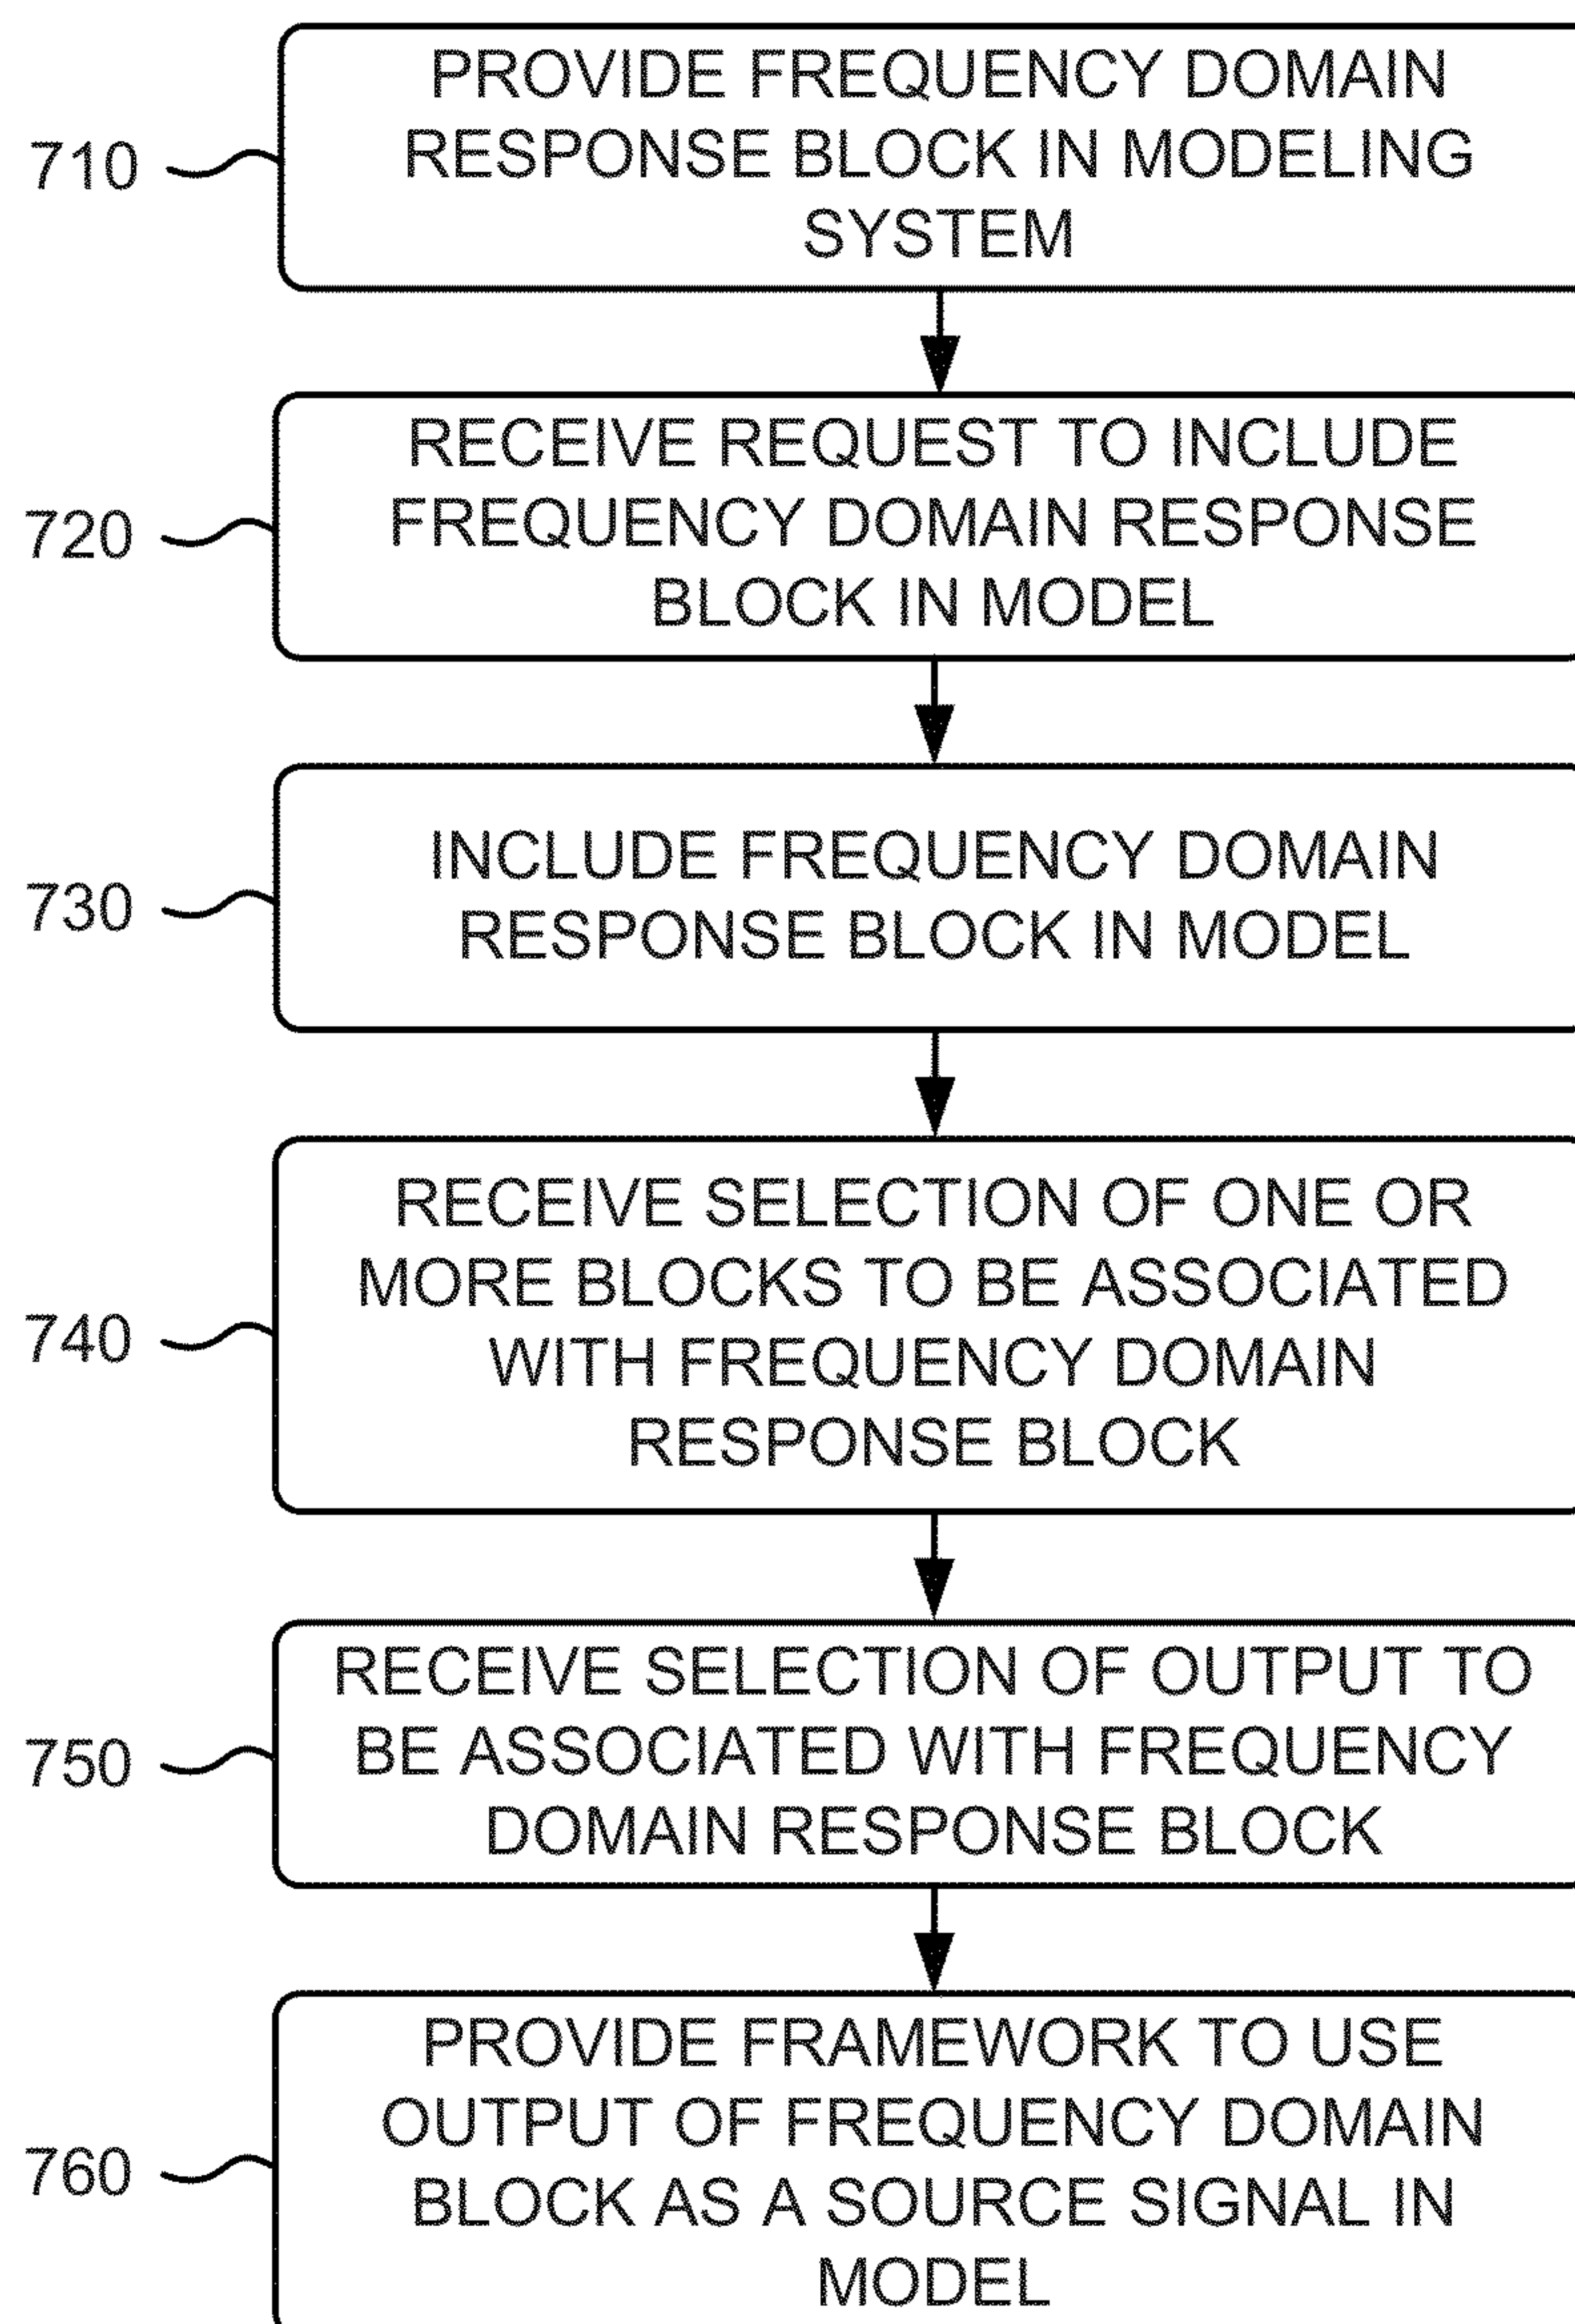 PROVIDE FREQUENCY DOMAIN
RESPONSE BLOCK IN MODELING
SYSTEM
710
RECEIVE REQUEST TO INCLUDE
FREQUENCY DOMAIN RESPONSE
BLOCK IN MODEL
720
INCLUDE FREQUENCY DOMAIN
RESPONSE BLOCK IN MODEL
730
RECEIVE SELECTION OF ONE OR
MORE BLOCKS TO BE ASSOCIATED
WITH FREQUENCY DOMAIN
RESPONSE BLOCK
740
RECEIVE SELECTION OF OUTPUT TO
BE ASSOCIATED WITH FREQUENCY
DOMAIN RESPONSE BLOCK
750
PROVIDE FRAMEWORK TO USE
OUTPUT OF FREQUENCY DOMAIN
BLOCK AS A SOURCE SIGNAL IN
MODEL
760